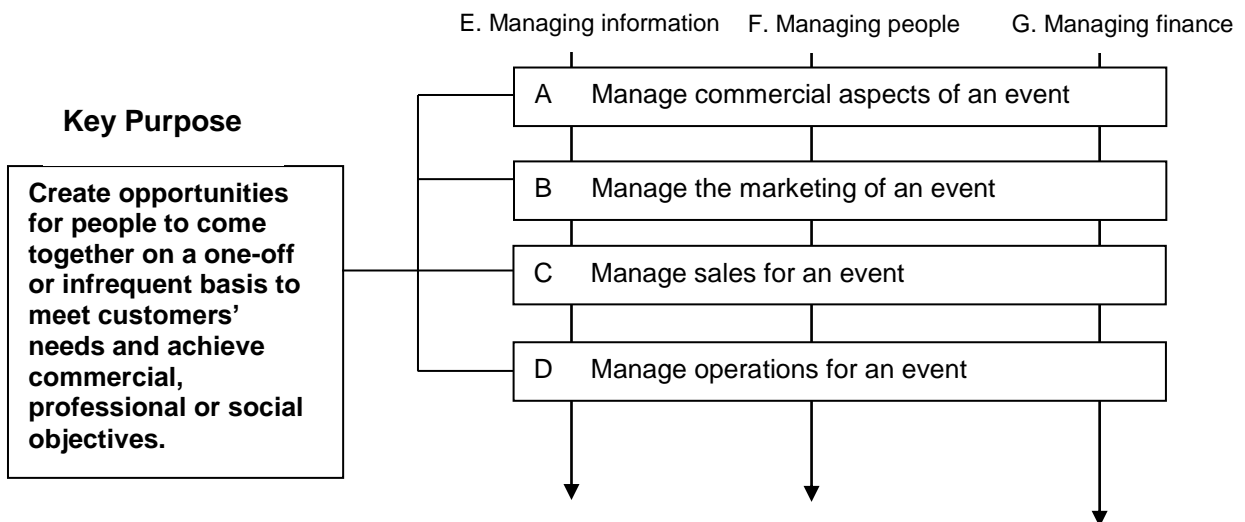 E. Managing information F. Managing people G. Managing finance
A Manage commercial aspects of an event
Key Purpose
B Manage the marketing of an event
Create opportunities
for people to come
together on a one-off
or infrequent basis to
meet customers’
needs and achieve
commercial,
professional or social
objectives.
C Manage sales for an event
D Manage operations for an event